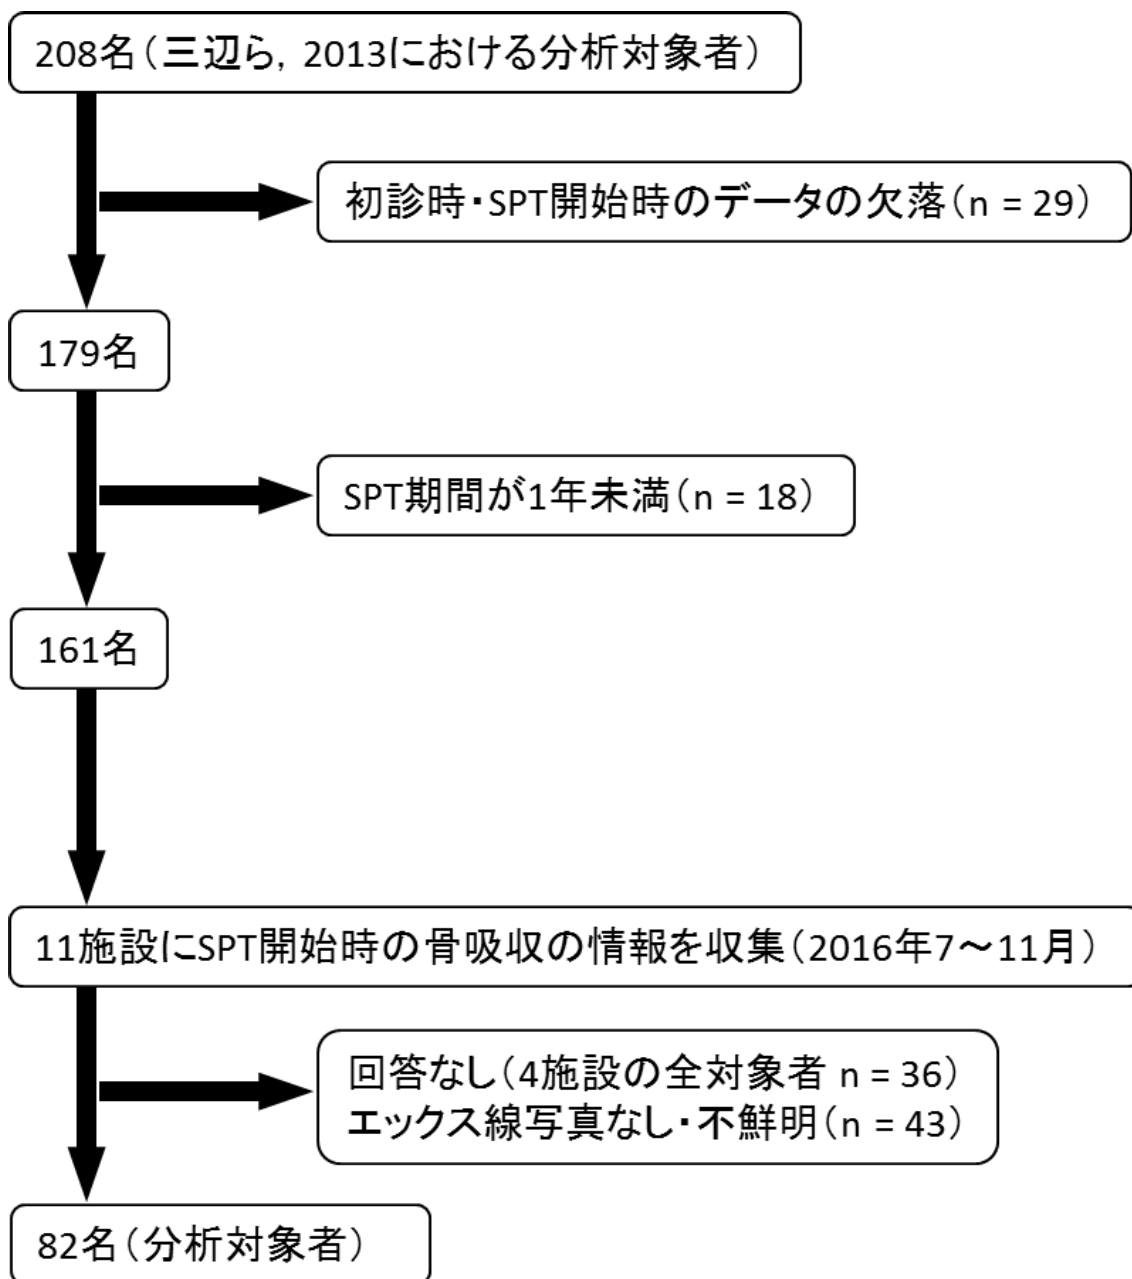 208名（三辺ら, 2013における分析対象者）
初診時・SPT開始時のデータの欠落（n = 29）
179名
SPT期間が1年未満（n = 18）
161名
11施設にSPT開始時の骨吸収の情報を収集（2016年7～11月）
回答なし（4施設の全対象者 n = 36）
エックス線写真なし・不鮮明（n = 43）
82名（分析対象者）